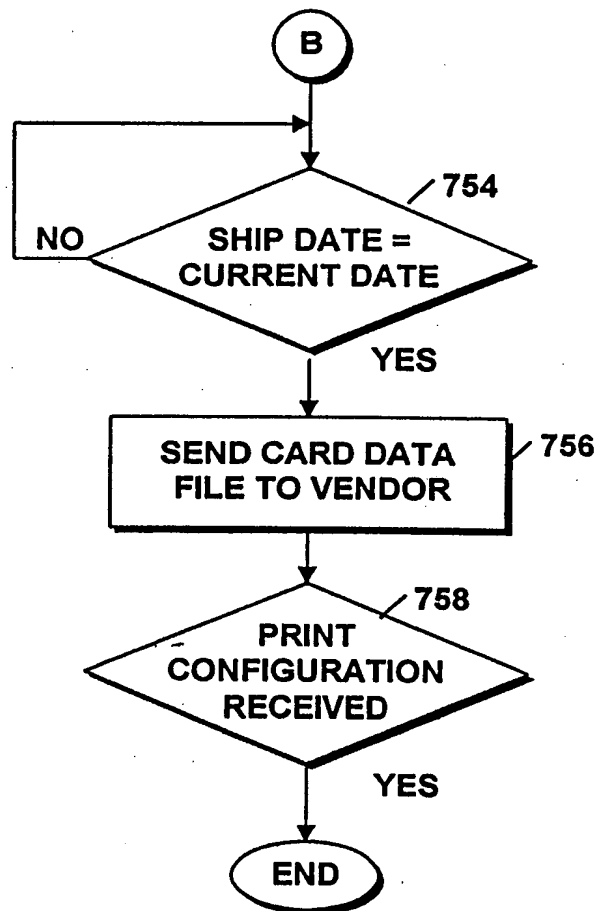 B
754
NO
SHIP DATE =
CURRENT DATE
YES
SEND CARD DATA
FILE TO VENDOR
756
758
PRINT
CONFIGURATION
RECEIVED
YES
END